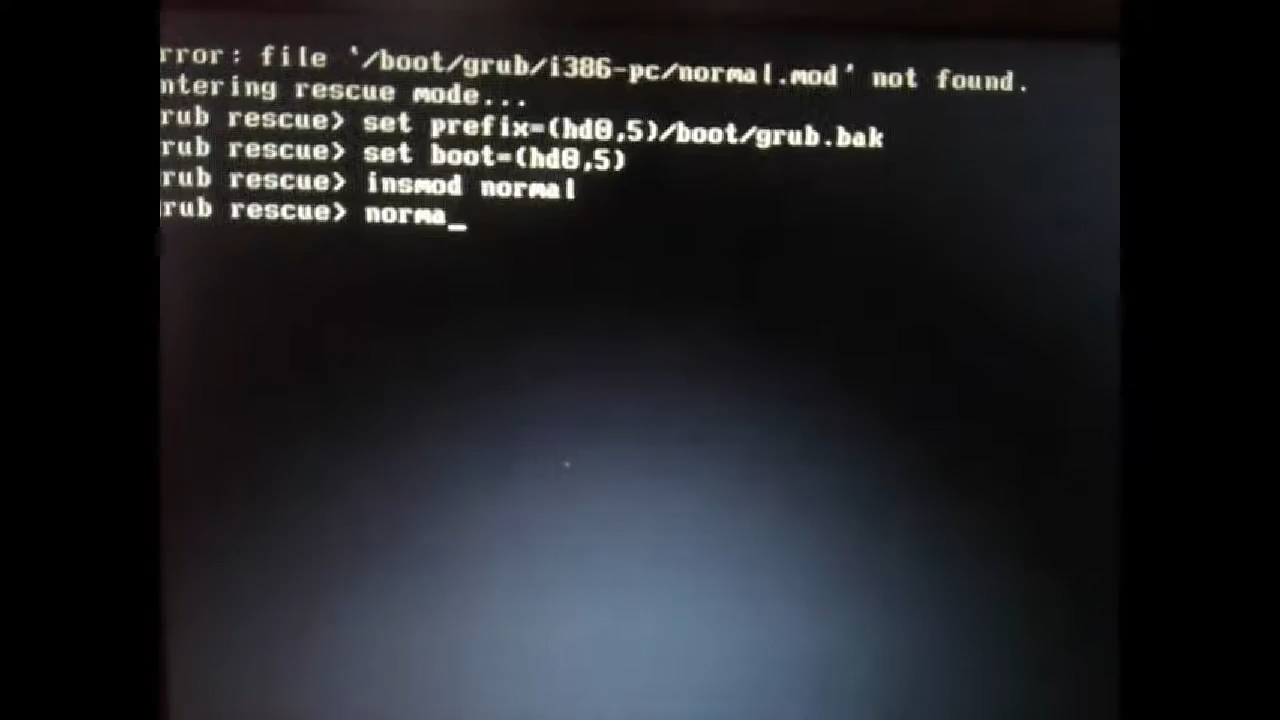 rror: file '/boot/grub/i386-pc/normal.mod' not found.
ntering rescue mode...
rub rescue> set prefix=(hd0,5)/boot/grub.bak
rub rescue> set boot=(hd0,5)
rub rescue> insmod normal
rub rescue> norma_